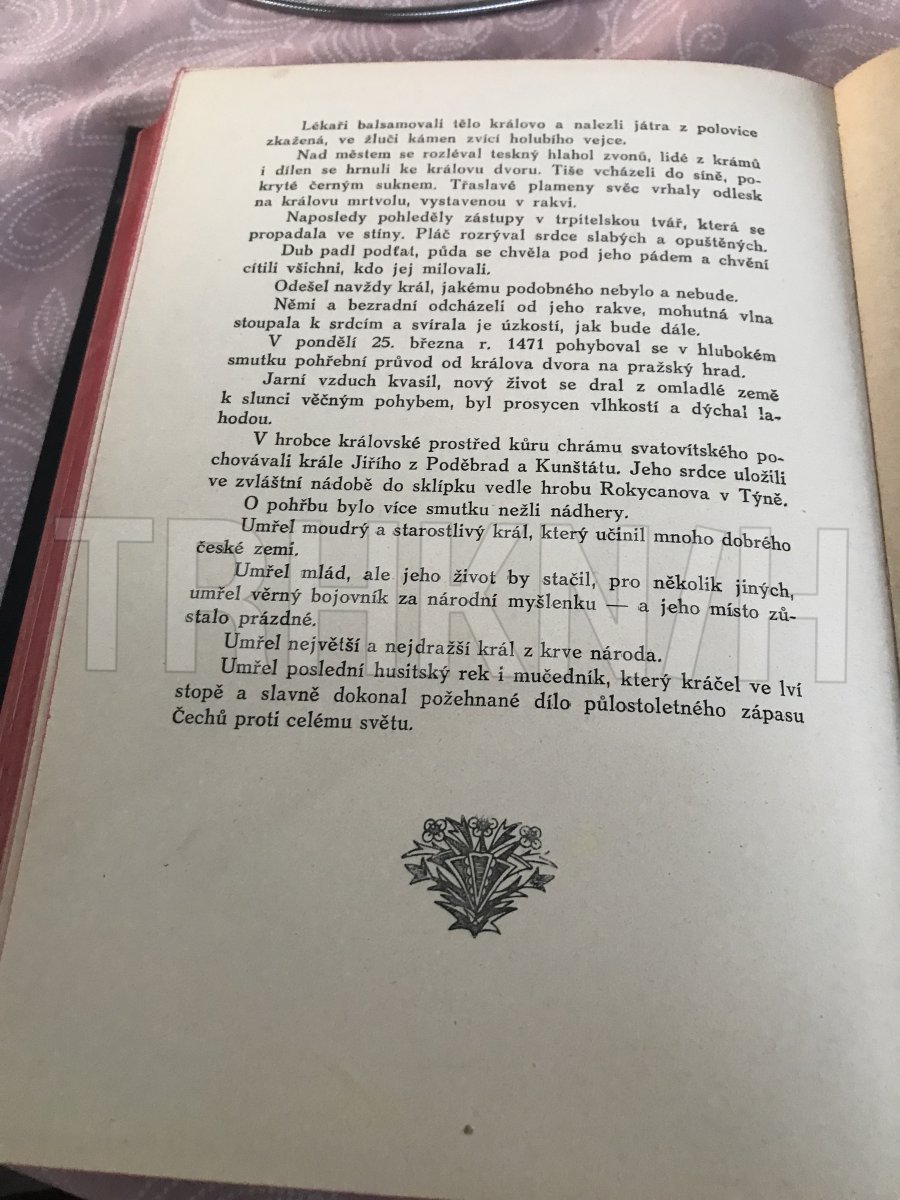 Lékaři balsamovali tělo královo a nalezli játra z polovice
zkažená, ve žluči kámen zvící holubího vejce.
Nad městem se rozléval teskný hlahol zvonů, lidé z krámů
i dílen se hrnuli ke královu dvoru. Tiše vcházeli do síně, po-
kryté černým suknem. Třaslavé plameny svěc vrhaly odlesk
na královu mrtvolu, vystavenou v rakvi.
Naposledy pohleděly zástupy v trpitelskou tvář, která se
propadala ve stíny. Pláč rozrýval srdce slabých a opuštěných.
Dub padl podťat, půda se chvěla pod jeho pádem a chvění
cítili všichni, kdo jej milovali.
Odešel navždy král, jakému podobného nebylo a nebude.
Němi a bezradní odcházeli od jeho rakve, mohutná vlna
stoupala k srdcím a svírala je úzkostí, jak bude dále.
V pondělí 25. března r. 1471 pohyboval se v hlubokém
smutku pohřební průvod od králova dvora na pražský hrad.
Jarní vzduch kvasil, nový život se dral z omladlé země
k slunci věčným pohybem, byl prosycen vlhkostí a dýchal la-
hodou.
V hrobce královské prostřed kůru chrámu svatovítského po-
chovávali krále Jiřího z Poděbrad a Kunštátu. Jeho srdce uložili
ve zvláštní nádobě do sklípku vedle hrobu Rokycanova v Týně.
O pohřbu bylo více smutku nežli nádhery.
Umřel moudrý a starostlivý král, který učinil mnoho dobrého
české zemi.
Umřel mlád, ale jeho život by stačil, pro několik jiných,
umřel věrný bojovník za národní myšlenku — a jeho místo zů-
stalo prázdné.
Umřel největší a nejdražší král z krve národa.
Umřel poslední husitský rek i mučedník, který kráčel ve lví
stopě a slavně dokonal požehnané dílo půlstoletného zápasu
Čechů proti celému světu.
TRHKNIH